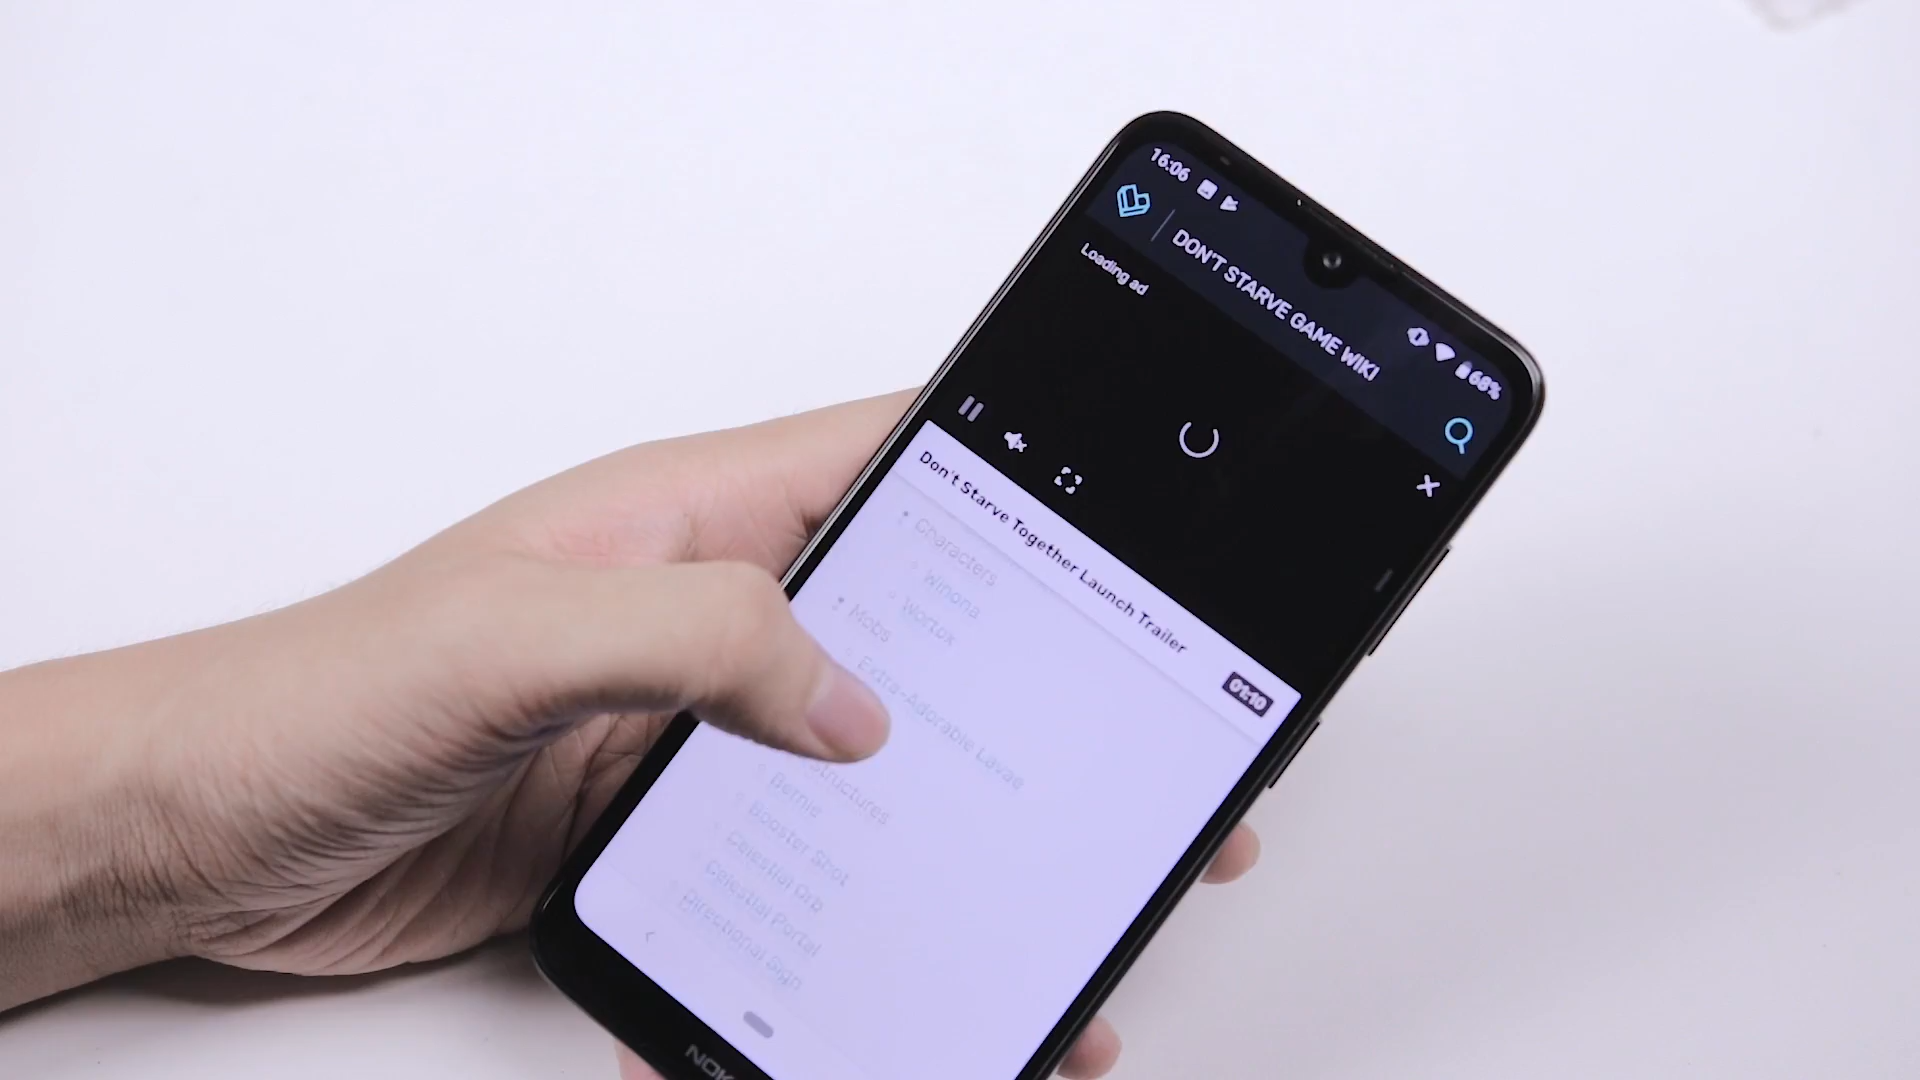 16:06
68%
DON'T STARVE GAME WIKI
Loading ad
Don't Starve Together Launch Trailer
01:10
Characters
Winona
Wortox
Mobs
Extra-Adorable Lavae
Structures
Bernie
Booster Shot
Celestial Orb
Celestial Portal
Directional Sign
NOK